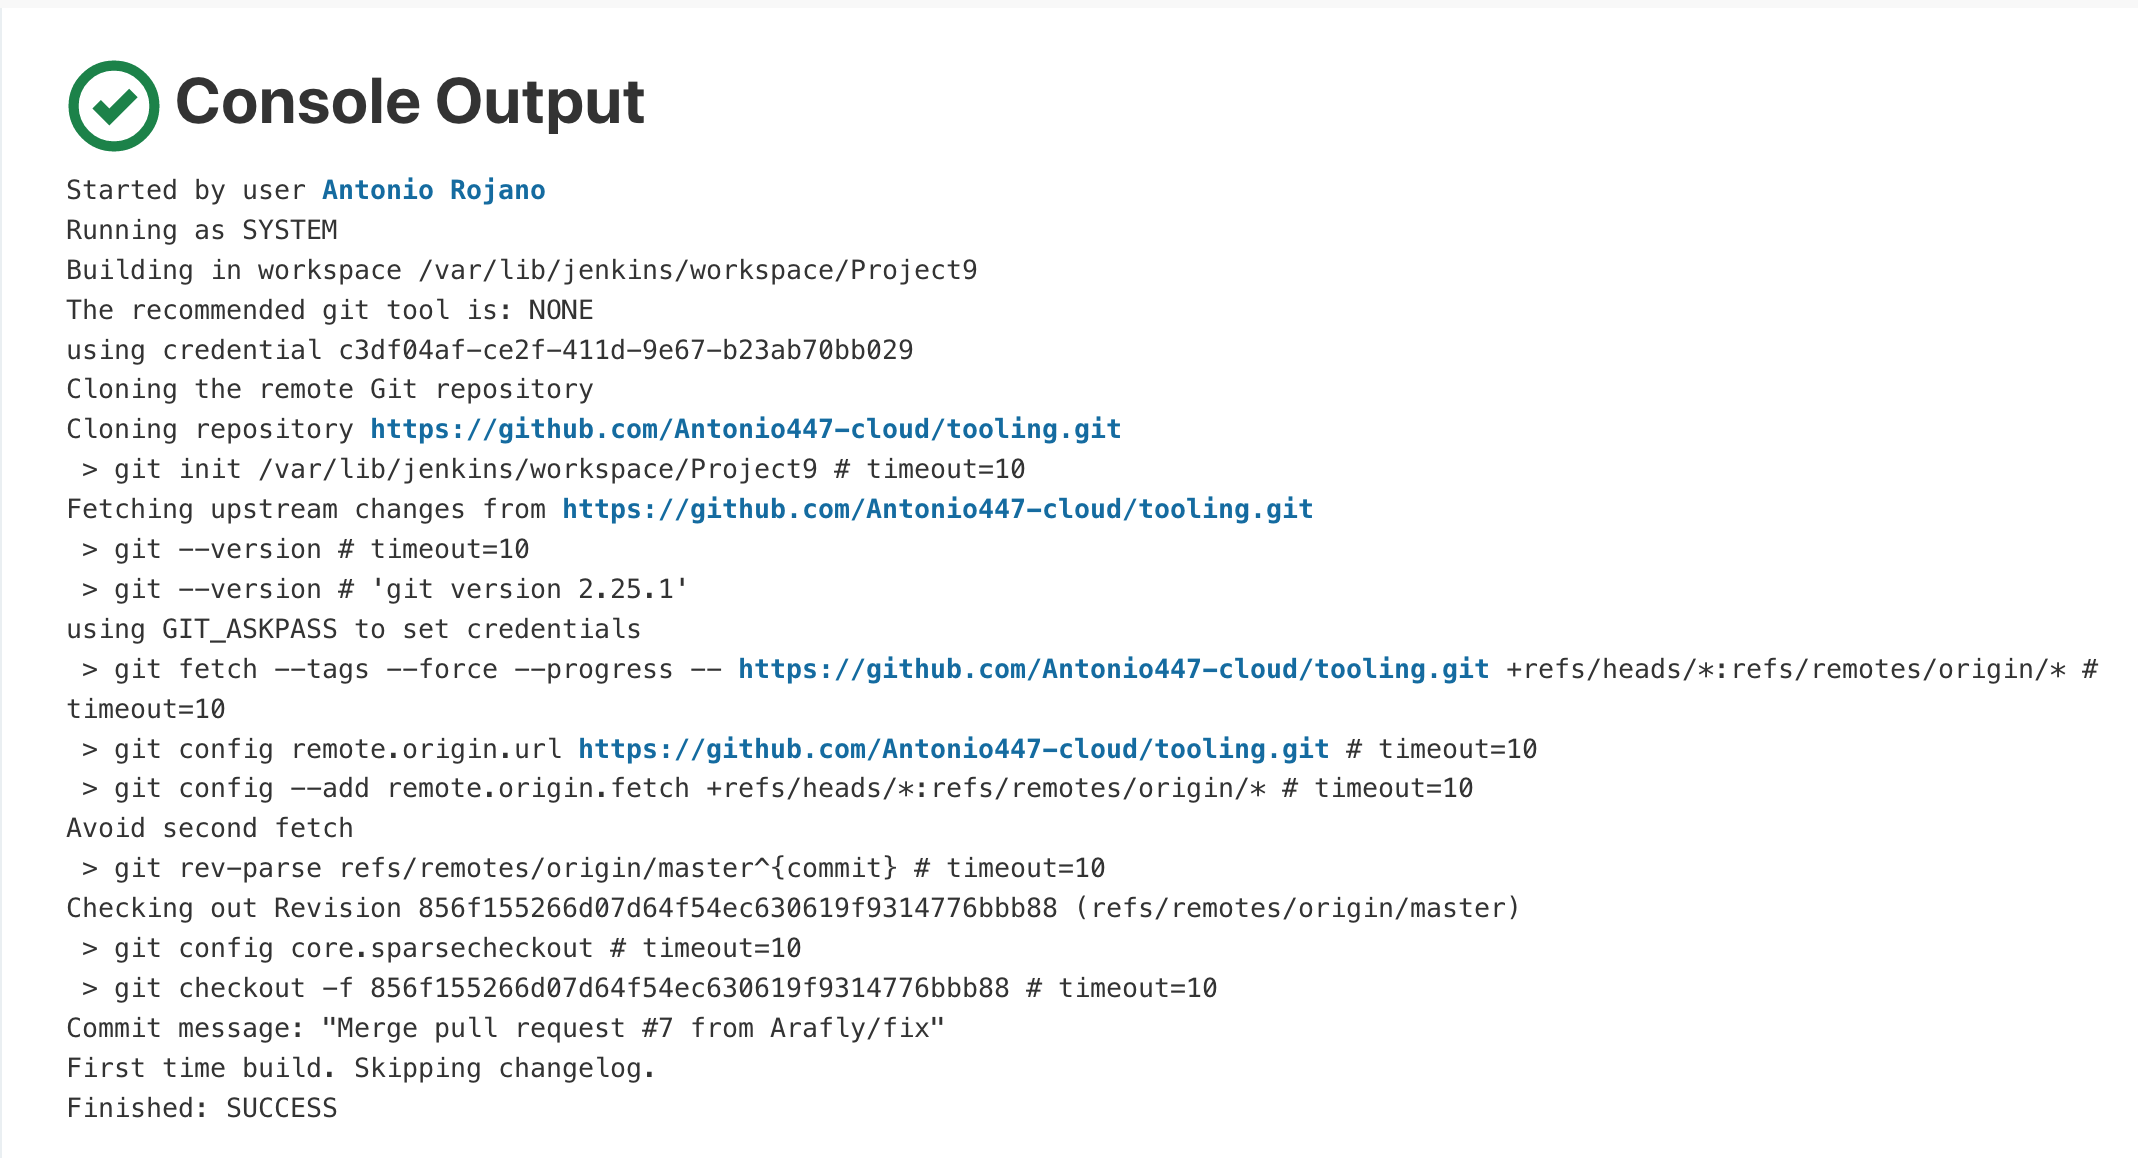 Console Output
Started by user Antonio Rojano
Running as SYSTEM
Building in workspace /var/lib/jenkins/workspace/Project9
The recommended git tool is: NONE
using credential c3df04af-ce2f-411d-9e67-b23ab70bb029
Cloning the remote Git repository
Cloning repository https://github.com/Antonio447-cloud/tooling.git
 > git init /var/lib/jenkins/workspace/Project9 # timeout=10
Fetching upstream changes from https://github.com/Antonio447-cloud/tooling.git
 > git --version # timeout=10
 > git --version # 'git version 2.25.1'
using GIT_ASKPASS to set credentials
 > git fetch --tags --force --progress -- https://github.com/Antonio447-cloud/tooling.git +refs/heads/*:refs/remotes/origin/* #
timeout=10
 > git config remote.origin.url https://github.com/Antonio447-cloud/tooling.git # timeout=10
 > git config --add remote.origin.fetch +refs/heads/*:refs/remotes/origin/* # timeout=10
Avoid second fetch
 > git rev-parse refs/remotes/origin/master^{commit} # timeout=10
Checking out Revision 856f155266d07d64f54ec630619f9314776bbb88 (refs/remotes/origin/master)
 > git config core.sparsecheckout # timeout=10
 > git checkout -f 856f155266d07d64f54ec630619f9314776bbb88 # timeout=10
Commit message: "Merge pull request #7 from Arafly/fix"
First time build. Skipping changelog.
Finished: SUCCESS